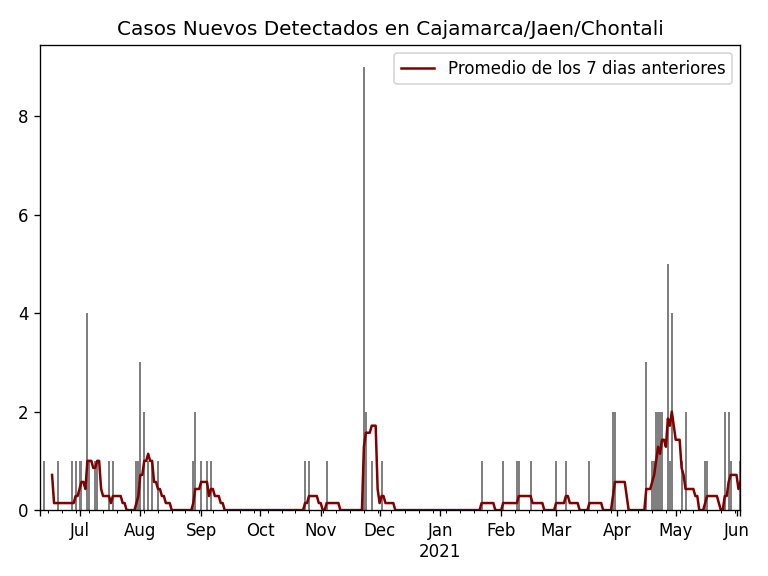 Casos Nuevos Detectados en Cajamarca/Jaen/Chontali
Promedio de los 7 dias anteriores
8
6
4
2
0
Jul Aug Sep Oct Nov Dec Jan Feb Mar Apr May Jun
2021